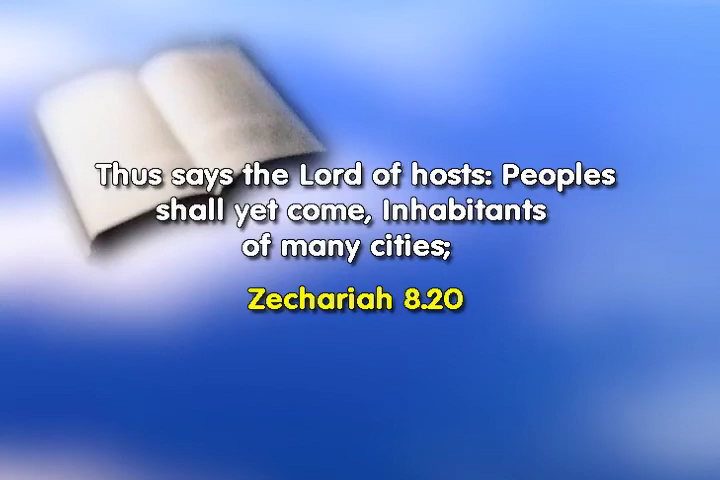 Thus says the Lord of hosts: Peoples
shall yet come, Inhabitants
of many cities;
Zechariah 8.20